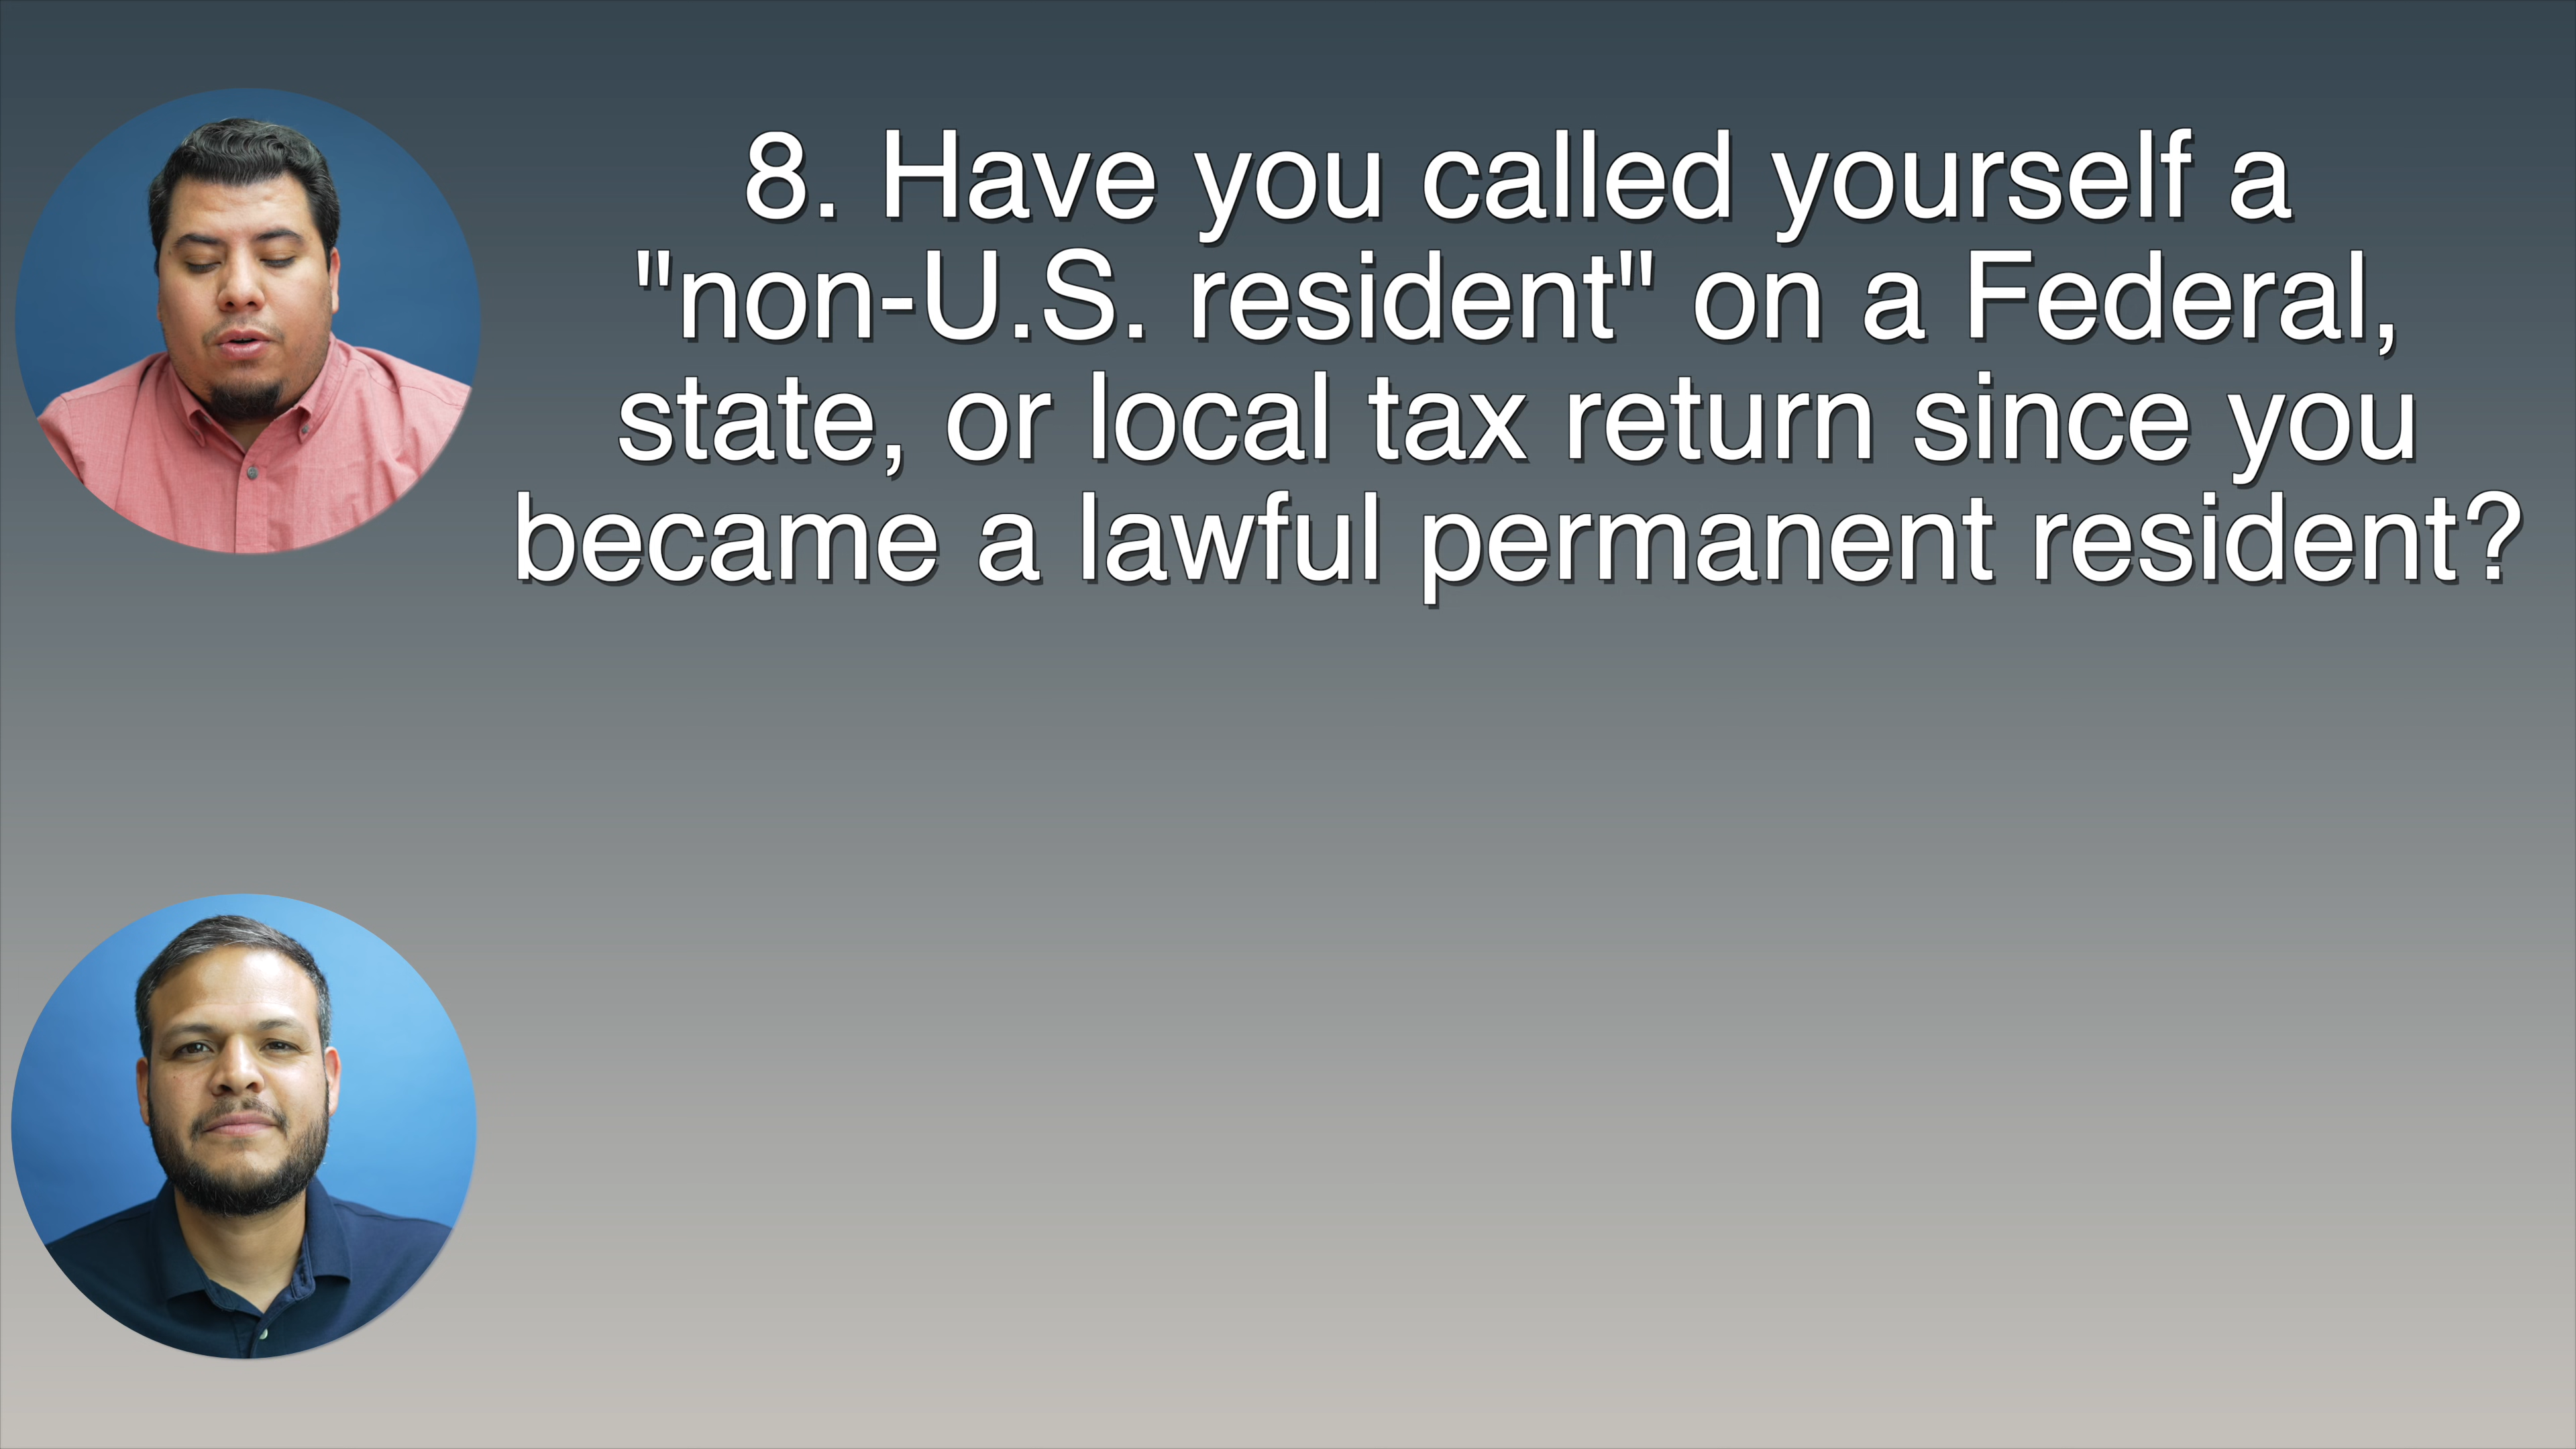 8. Have you called yourself a
"non-U.S. resident" on a Federal,
state, or local tax return since you
became a lawful permanent resident?